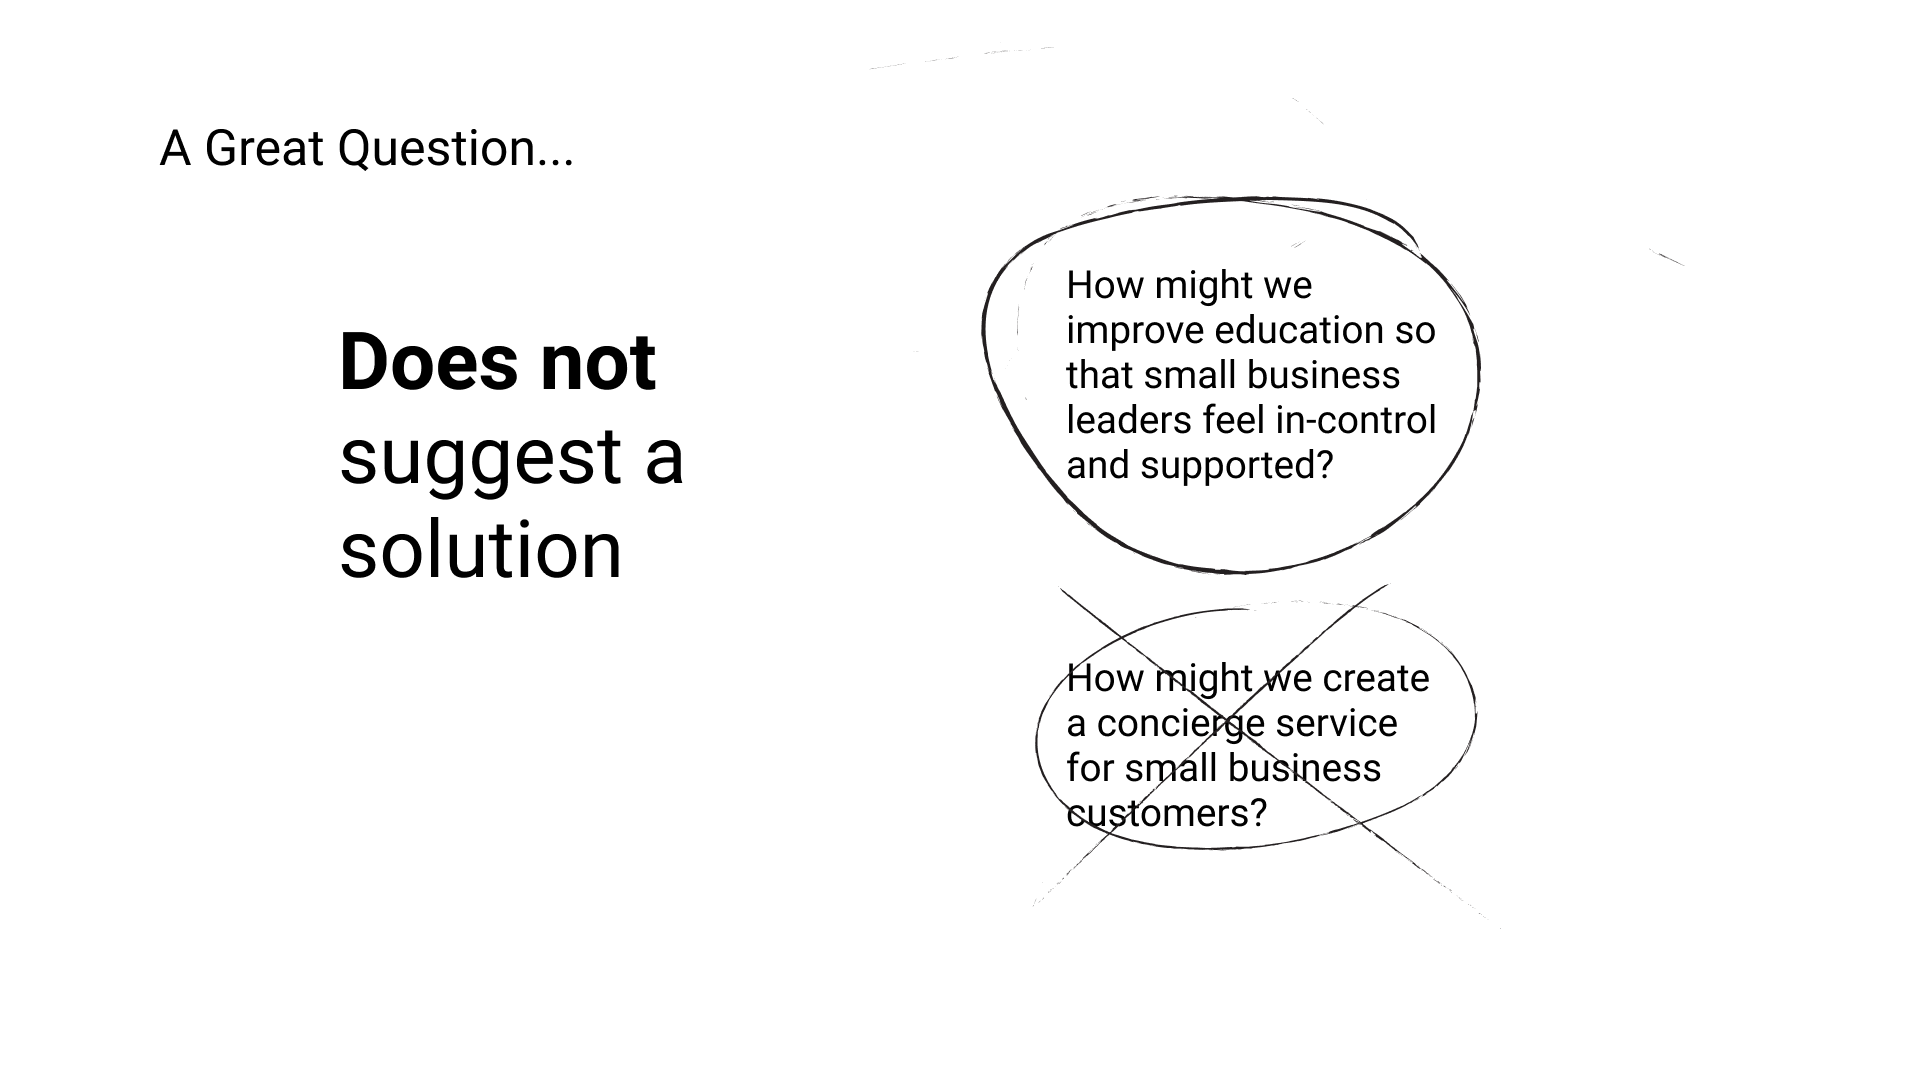 A Great Question...
Does not
suggest a
solution
How might we
improve education so
that small business
leaders feel in-control
and supported?
How might we create
a concierge service
for small business
customers?